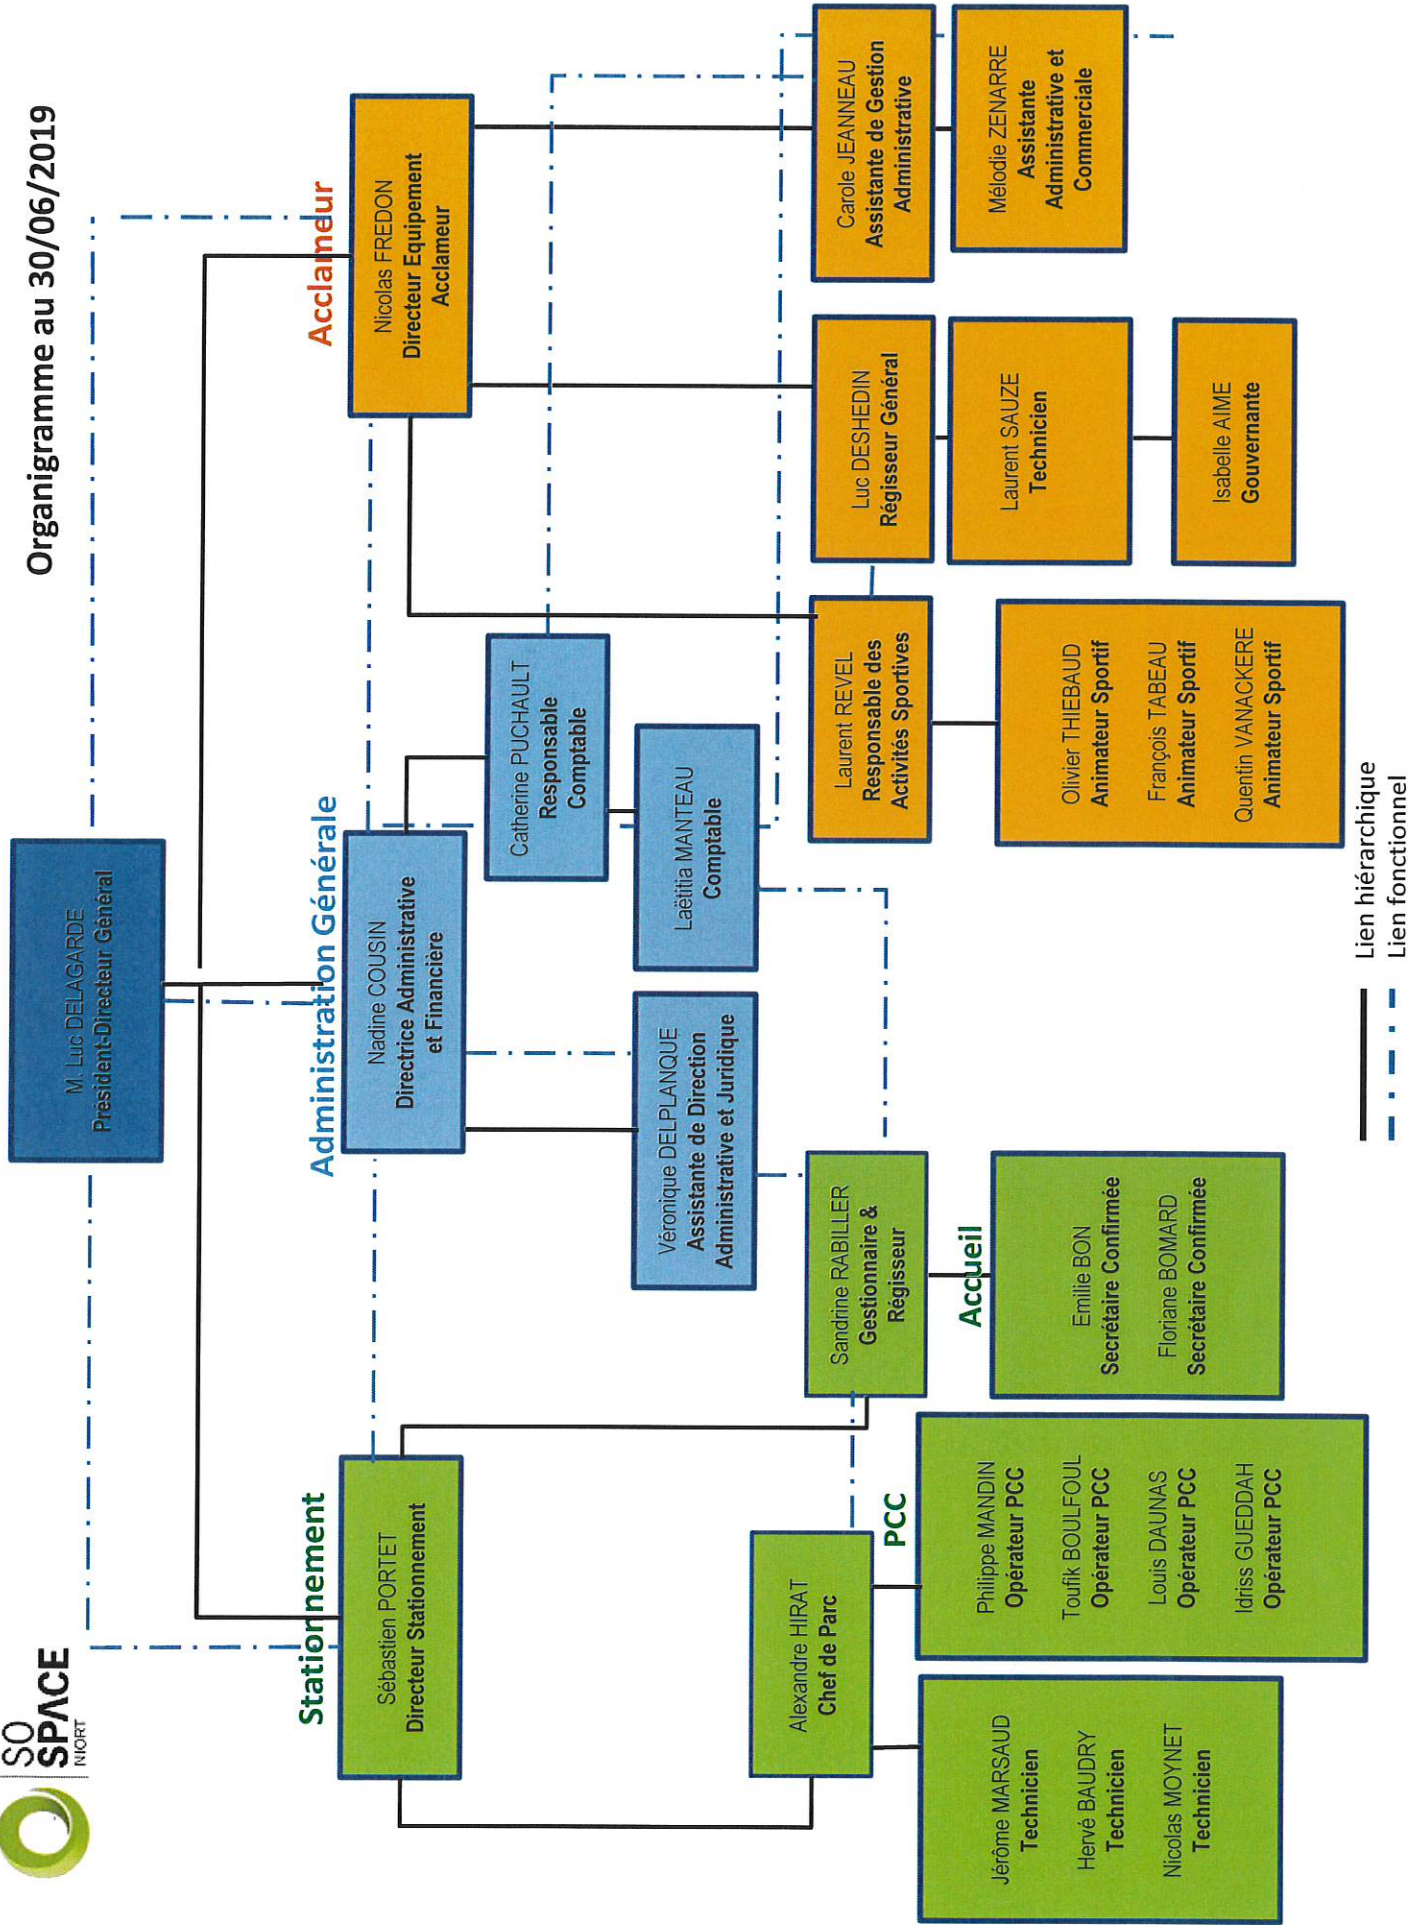 SO
SPACE
NIORT
Organigramme au 30/06/2019
M. Luc DELAGARDE
Président-Directeur Général
Stationnement
Administration Générale
Acclameur
Sébastien PORTET
Directeur Stationnement
Nadine COUSIN
Directrice Administrative
et Financière
Nicolas FREDON
Directeur Equipement
Acclameur
Catherine PUCHAULT
Responsable
Comptable
Véronique DELPLANQUE
Assistante de Direction
Administrative et Juridique
Laëtitia MANTEAU
Comptable
Alexandre HIRAT
Chef de Parc
Sandrine RABILLER
Gestionnaire &
Régisseur
Laurent REVEL
Responsable des
Activités Sportives
Luc DESHEDIN
Régisseur Général
Carole JEANNEAU
Assistante de Gestion
Administrative
PCC
Accueil
Jérôme MARSAUD
Technicien
Hervé BAUDRY
Technicien
Nicolas MOYNET
Technicien
Philippe MANDIN
Opérateur PCC
Toufik BOULFOUL
Opérateur PCC
Louis DAUNAS
Opérateur PCC
Idriss GUEDDAH
Opérateur PCC
Emilie BON
Secrétaire Confirmée
Floriane BOMARD
Secrétaire Confirmée
Olivier THIEBAUD
Animateur Sportif
François TABEAU
Animateur Sportif
Quentin VANACKERE
Animateur Sportif
Laurent SAUZE
Technicien
Isabelle AIME
Gouvernante
Mélodie ZENARRE
Assistante
Administrative et
Commerciale
Lien hiérarchique
Lien fonctionnel